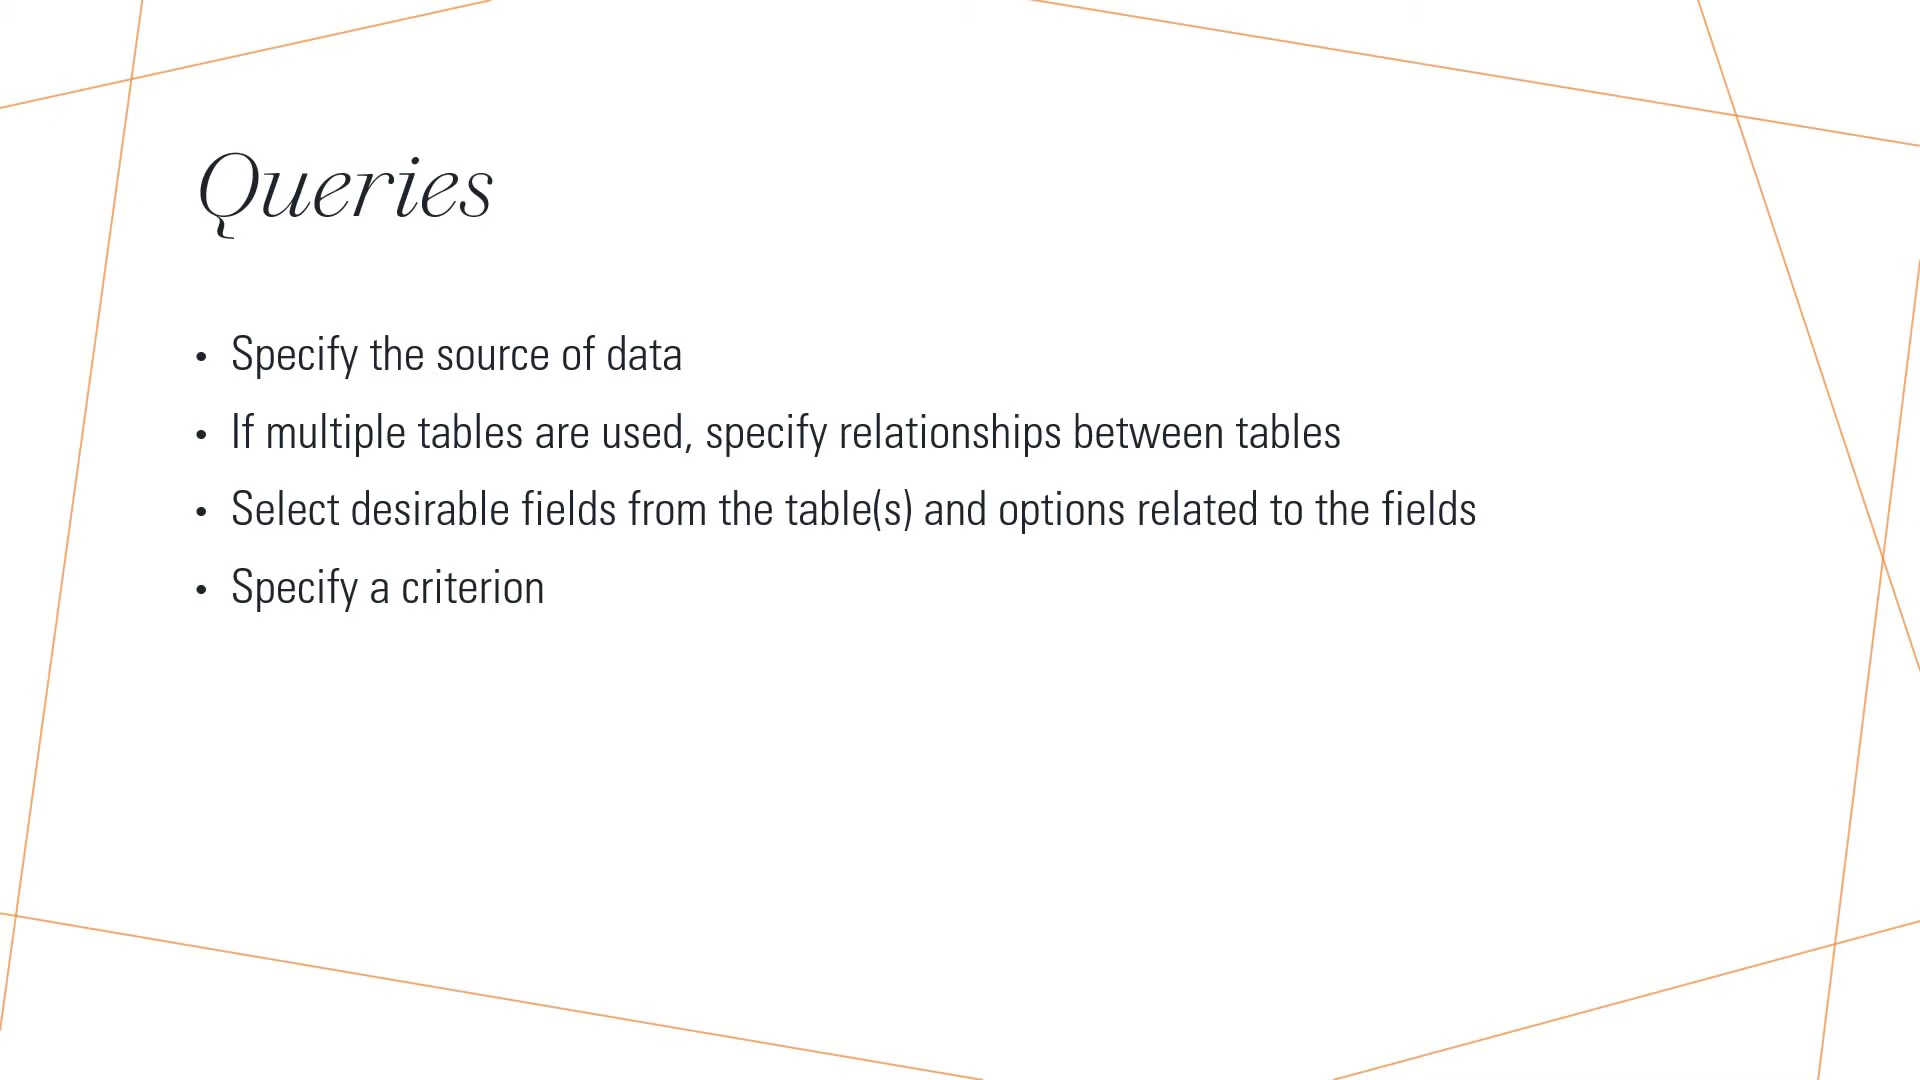 Queries
• Specify the source of data
• If multiple tables are used, specify relationships between tables
• Select desirable fields from the table(s) and options related to the fields
• Specify a criterion